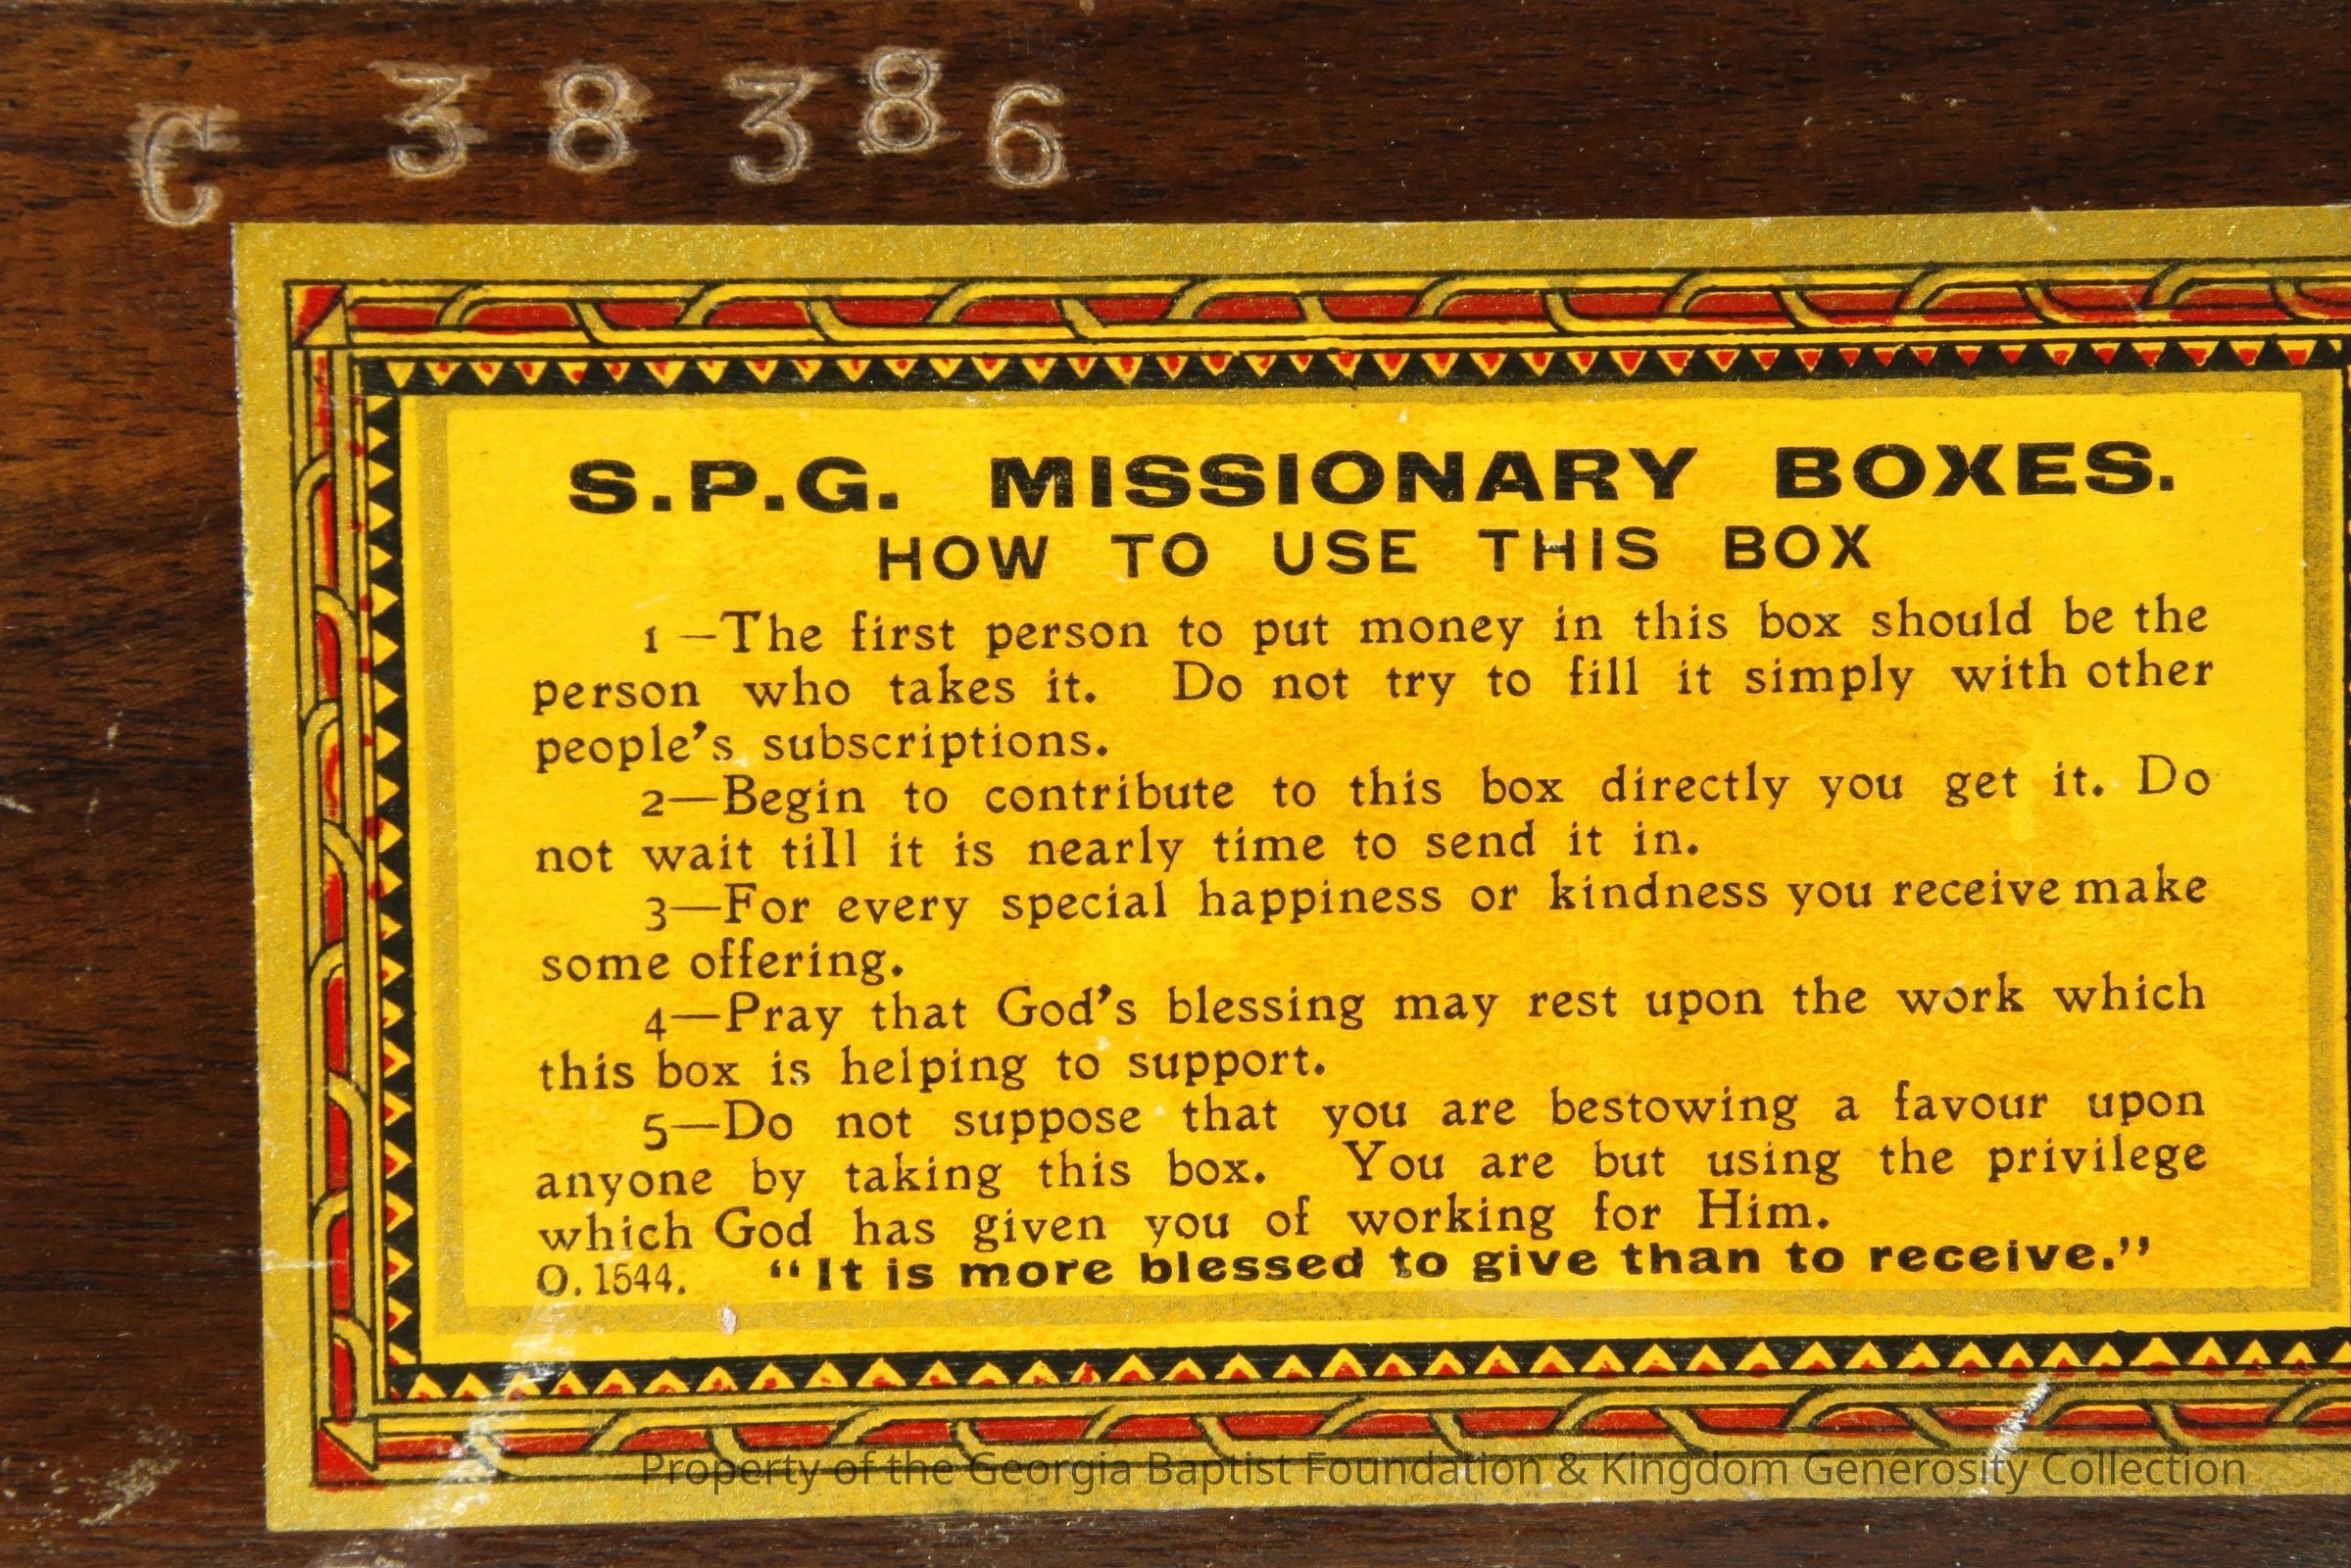 C 38386
S.P.G. MISSIONARY BOXES.
HOW TO USE THIS BOX
1—The first person to put money in this box should be the
person who takes it. Do not try to fill it simply with other
people's subscriptions.
2—Begin to contribute to this box directly you get it. Do
not wait till it is nearly time to send it in.
3—For every special happiness or kindness you receive make
some offering.
4—Pray that God's blessing may rest upon the work which
this box is helping to support.
5—Do not suppose that you are bestowing a favour upon
anyone by taking this box. You are but using the privilege
which God has given you of working for Him.
O. 1544. "It is more blessed to give than to receive."
Property of the Georgia Baptist Foundation & Kingdom Generosity Collection